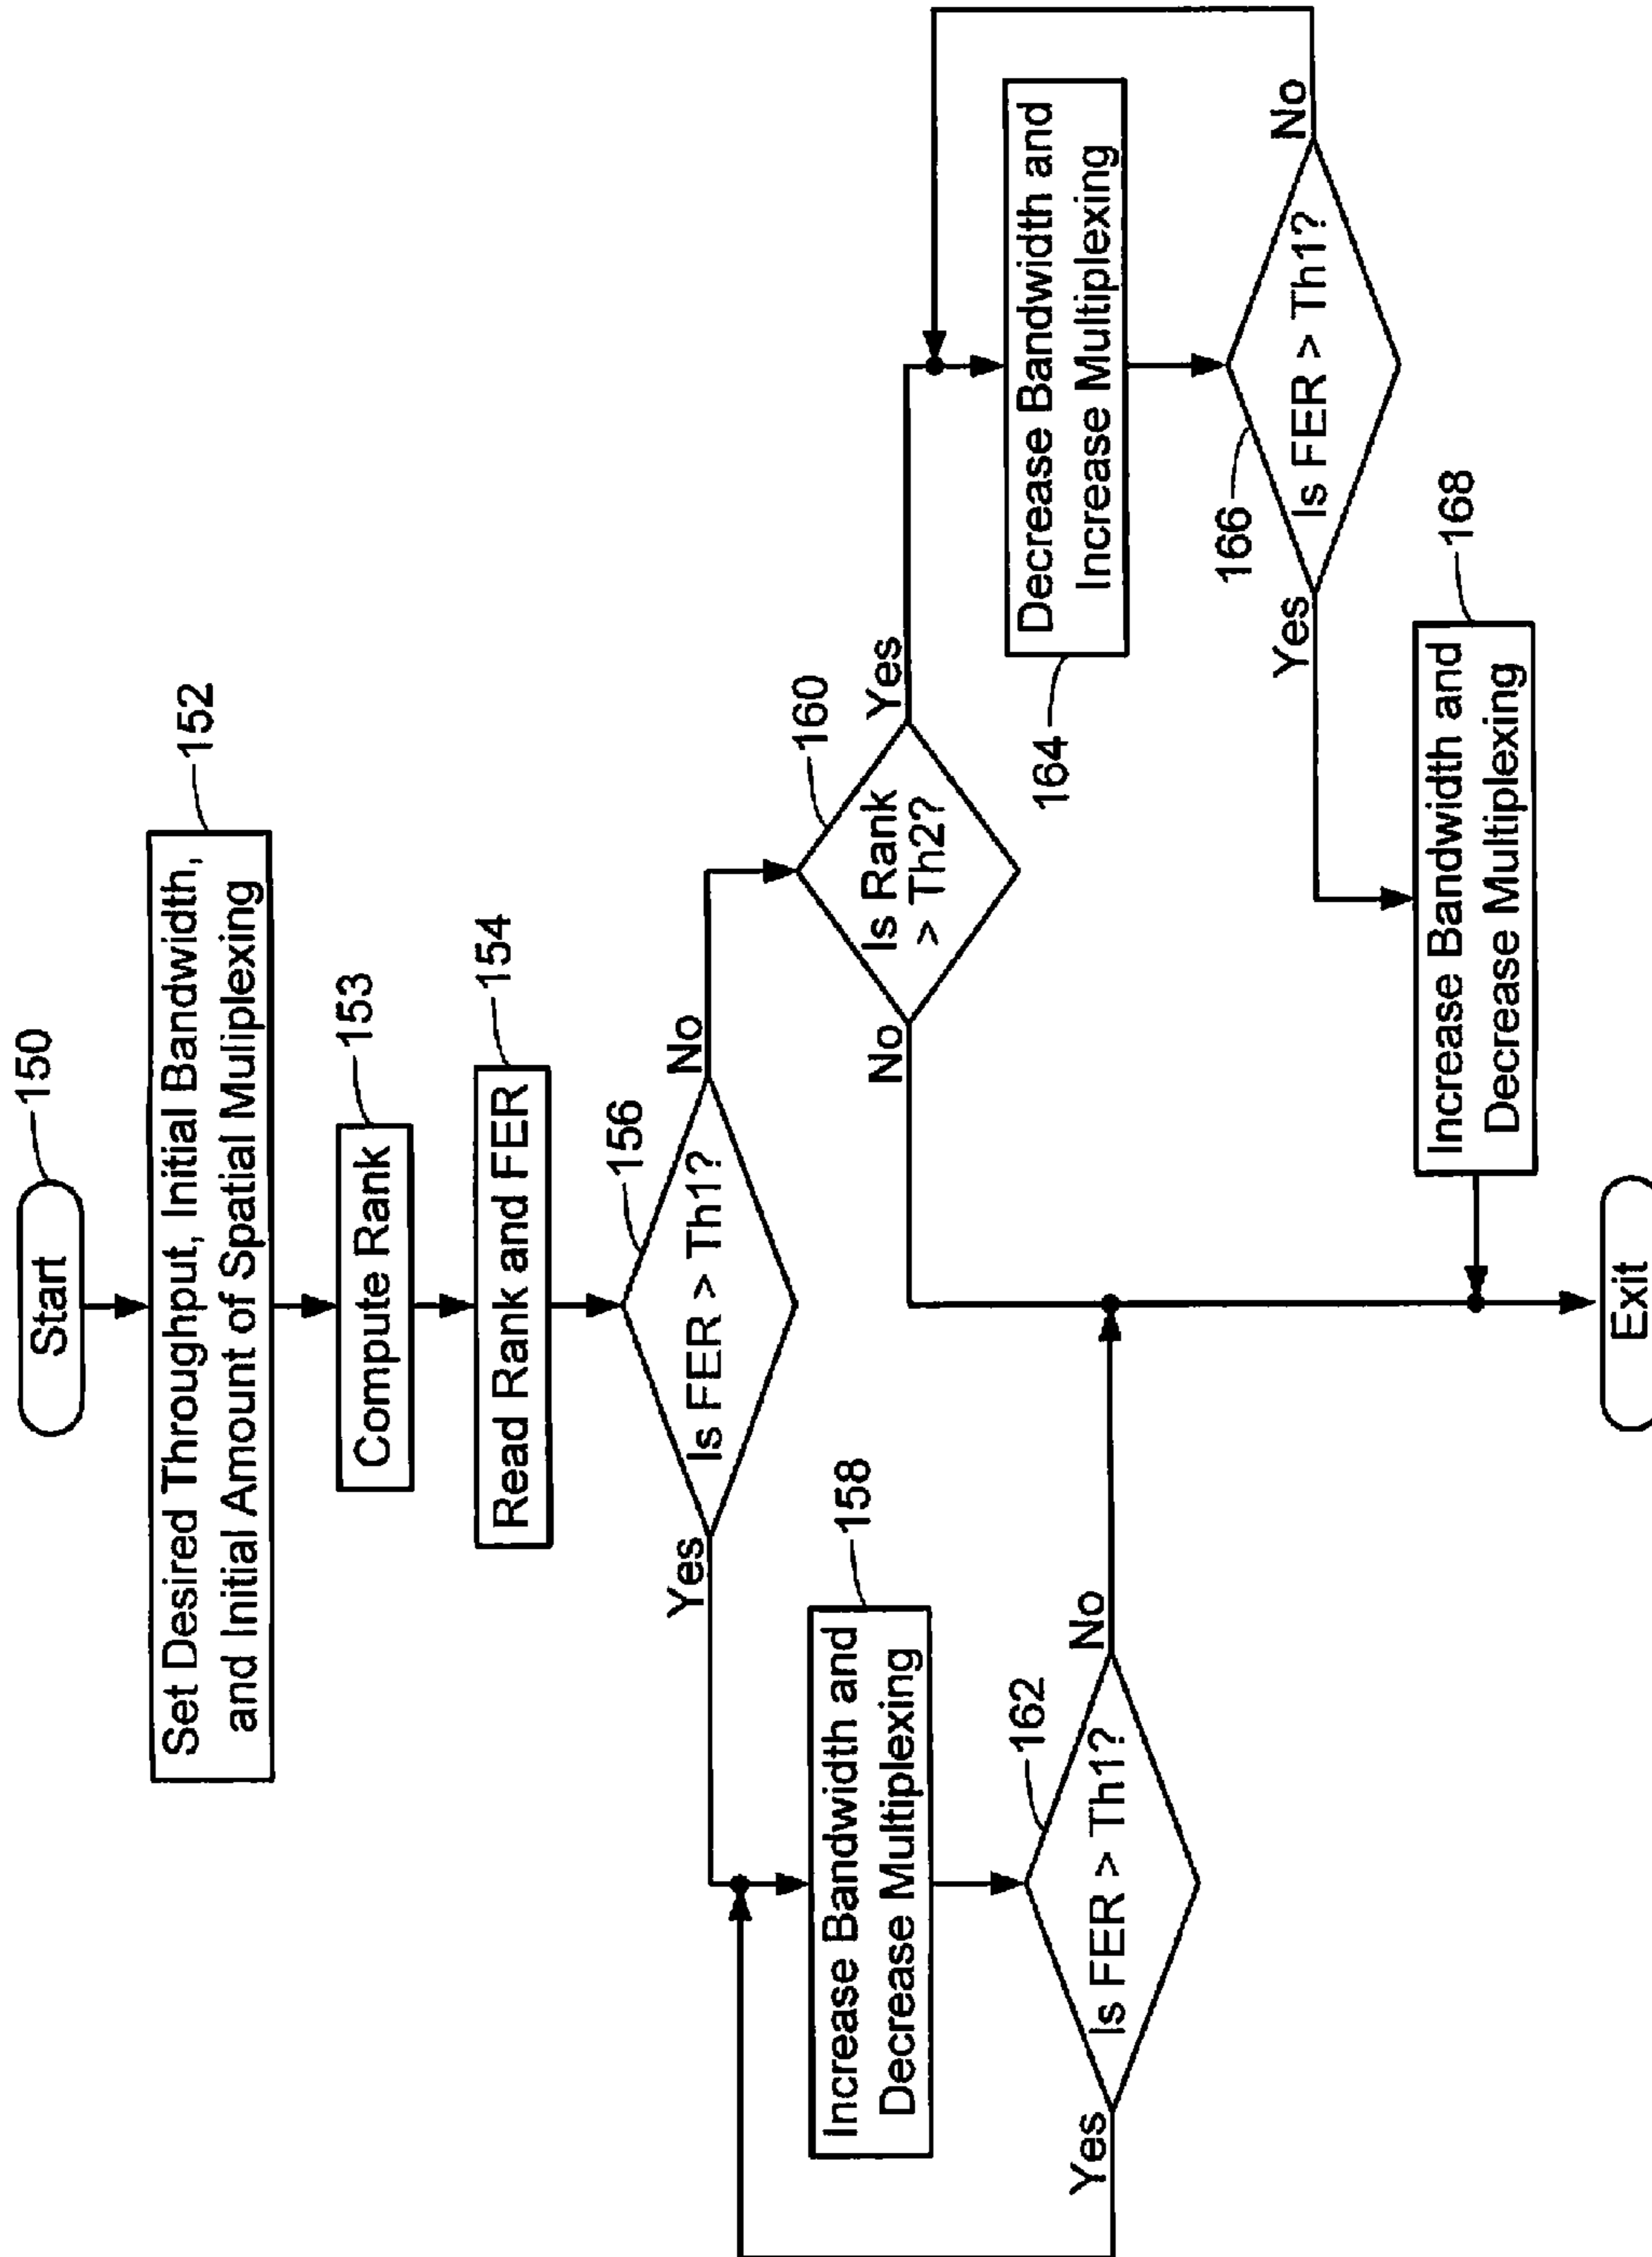 Start
150
Set Desired Throughput, Initial Bandwidth,
and Initial Amount of Spatial Muliplexing
152
Compute Rank
153
Read Rank and FER
154
Is FER > Th1?
156
Yes
No
Increase Bandwidth and
Decrease Multiplexing
158
Is FER > Th1?
162
Yes
No
Is Rank
> Th2?
160
No
Yes
Decrease Bandwidth and
Increase Multiplexing
164
Is FER > Th1?
166
Yes
No
Increase Bandwidth and
Decrease Multiplexing
168
Exit